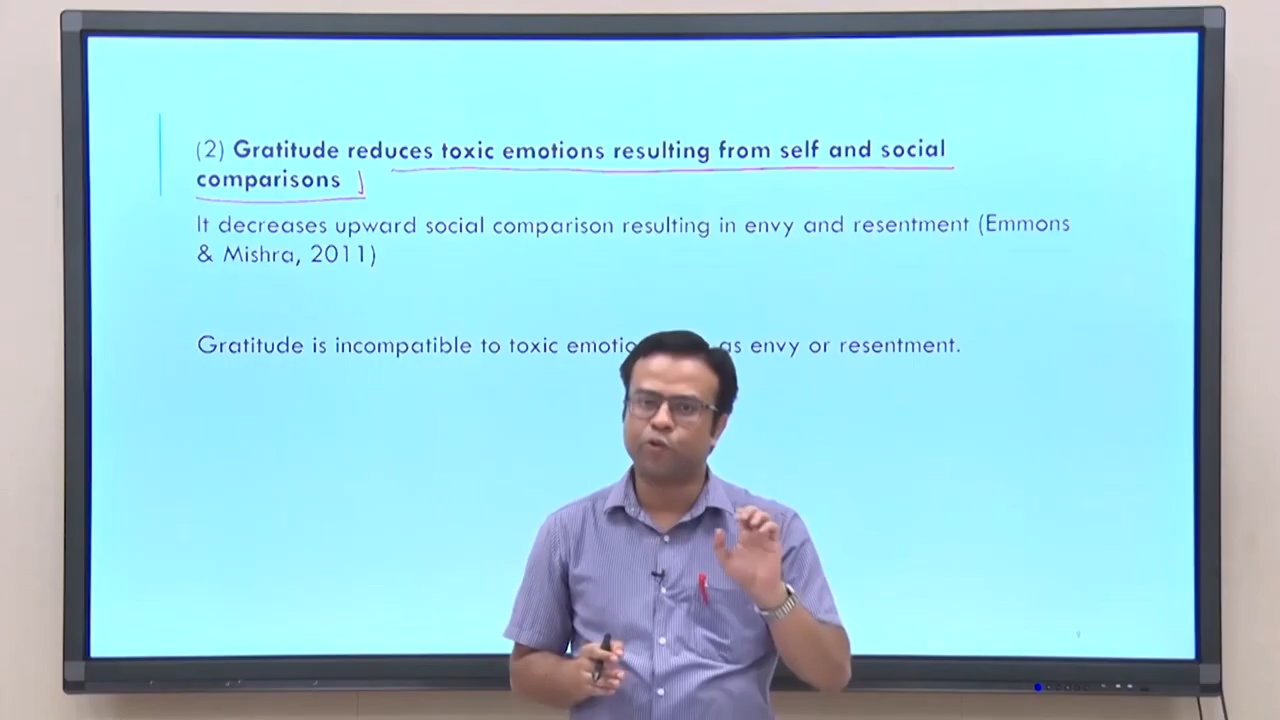 (2) Gratitude reduces toxic emotions resulting from self and social
comparisons
It decreases upward social comparison resulting in envy and resentment (Emmons
& Mishra, 2011)
Gratitude is incompatible to toxic as envy or resentment.